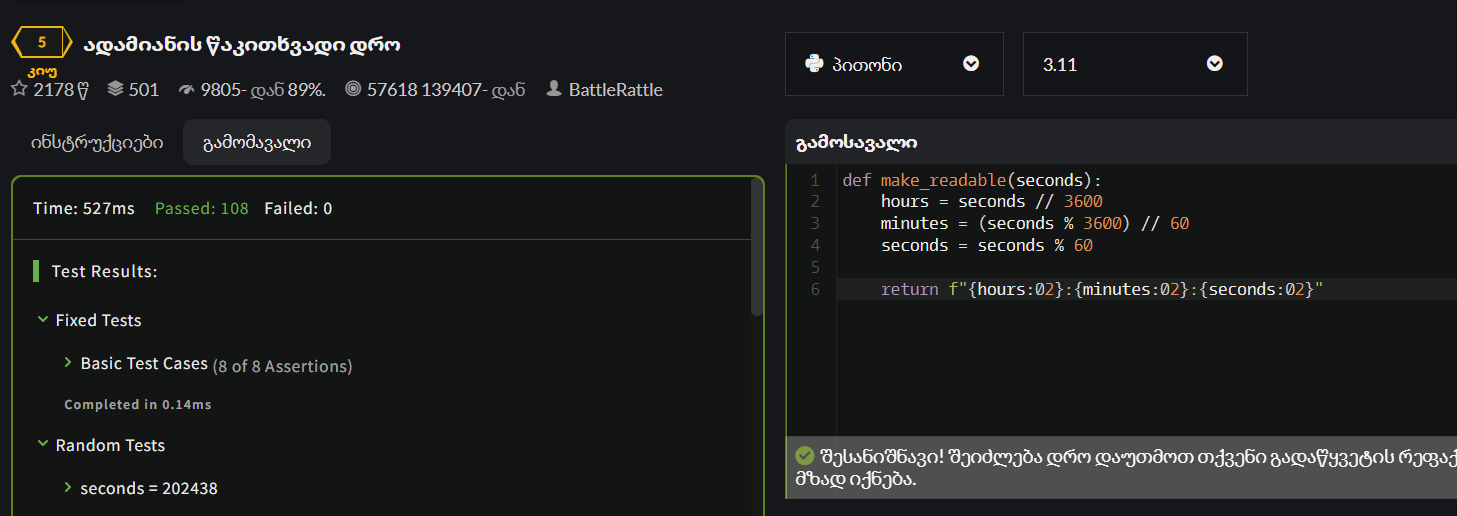 5 ადამიანის წაკითხვადი დრო
კიუ
2178 წ 501 9805- დან 89%. 57618 139407- დან BattleRattle
პითონი 3.11
ინსტრუქციები გამომავალი
Time: 527ms Passed: 108 Failed: 0
Test Results:
Fixed Tests
Basic Test Cases (8 of 8 Assertions)
Completed in 0.14ms
Random Tests
seconds = 202438
გამოსავალი
1 def make_readable(seconds):
2     hours = seconds // 3600
3     minutes = (seconds % 3600) // 60
4     seconds = seconds % 60
5
6     return f"{hours:02}:{minutes:02}:{seconds:02}"
შესანიშნავი! შეიძლება დრო დაუთმოთ თქვენი გადაწყვეტის რეფაქ
მზად იქნება.